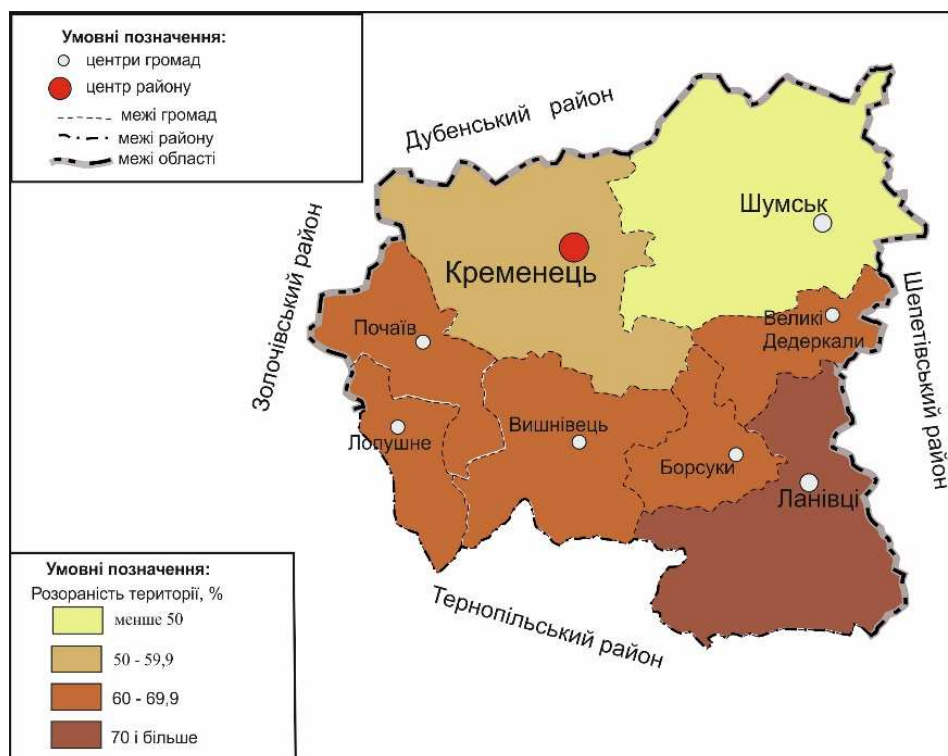 Умовні позначення:
центри громад
центр району
межі громад
межі району
межі області
Дубенський район
Шумськ
Кременець
Золочівський район
Шепетівський район
Великі
Дедеркали
Почаїв
Вишнівець
Лопушне
Борсуки
Ланівці
Тернопільський район
Умовні позначення:
Розораність території, %
менше 50
50 - 59,9
60 - 69,9
70 і більше